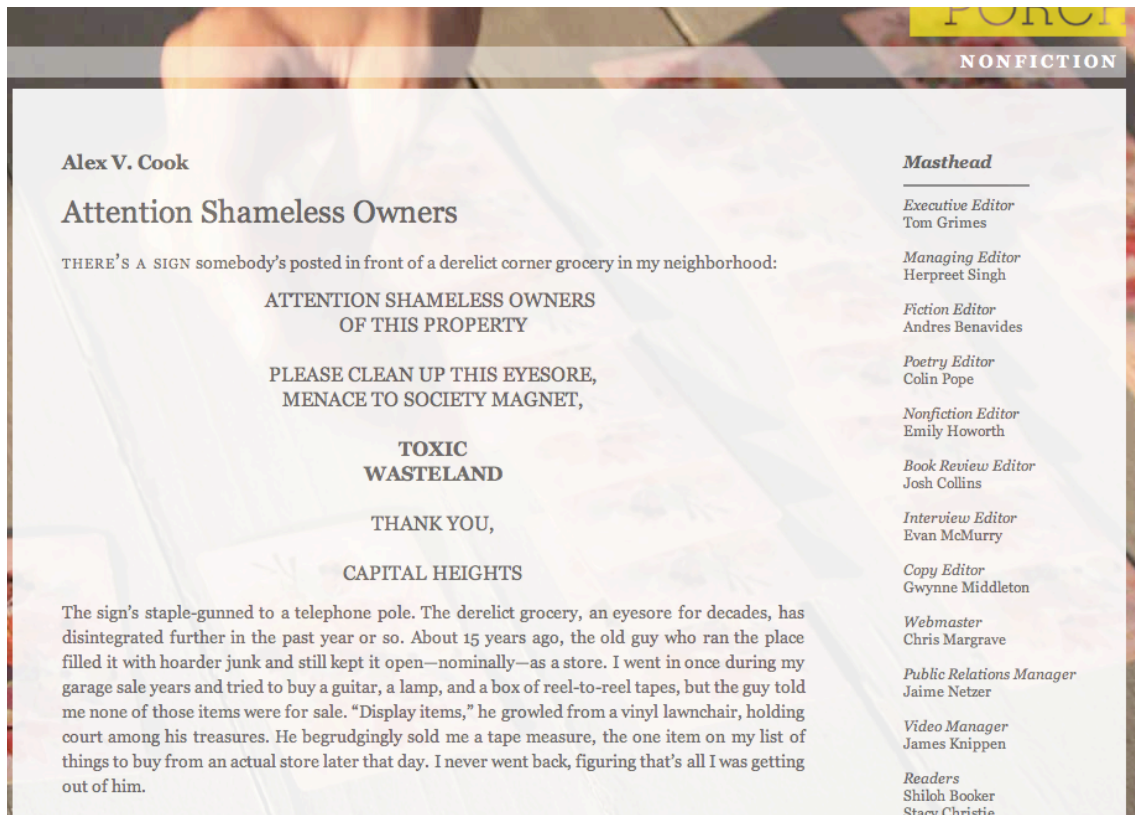 PORCH
NONFICTION
Alex V. Cook
Attention Shameless Owners
THERE'S A SIGN somebody's posted in front of a derelict corner grocery in my neighborhood:
ATTENTION SHAMELESS OWNERS
OF THIS PROPERTY
PLEASE CLEAN UP THIS EYESORE,
MENACE TO SOCIETY MAGNET,
TOXIC
WASTELAND
THANK YOU,
CAPITAL HEIGHTS
The sign's staple-gunned to a telephone pole. The derelict grocery, an eyesore for decades, has
disintegrated further in the past year or so. About 15 years ago, the old guy who ran the place
filled it with hoarder junk and still kept it open—nominally—as a store. I went in once during my
garage sale years and tried to buy a guitar, a lamp, and a box of reel-to-reel tapes, but the guy told
me none of those items were for sale. “Display items,” he growled from a vinyl lawnchair, holding
court among his treasures. He begrudgingly sold me a tape measure, the one item on my list of
things to buy from an actual store later that day. I never went back, figuring that's all I was getting
out of him.
Masthead
Executive Editor
Tom Grimes
Managing Editor
Herpreet Singh
Fiction Editor
Andres Benavides
Poetry Editor
Colin Pope
Nonfiction Editor
Emily Howorth
Book Review Editor
Josh Collins
Interview Editor
Evan McMurry
Copy Editor
Gwynne Middleton
Webmaster
Chris Margrave
Public Relations Manager
Jaime Netzer
Video Manager
James Knippen
Readers
Shiloh Booker
Stacy Christie